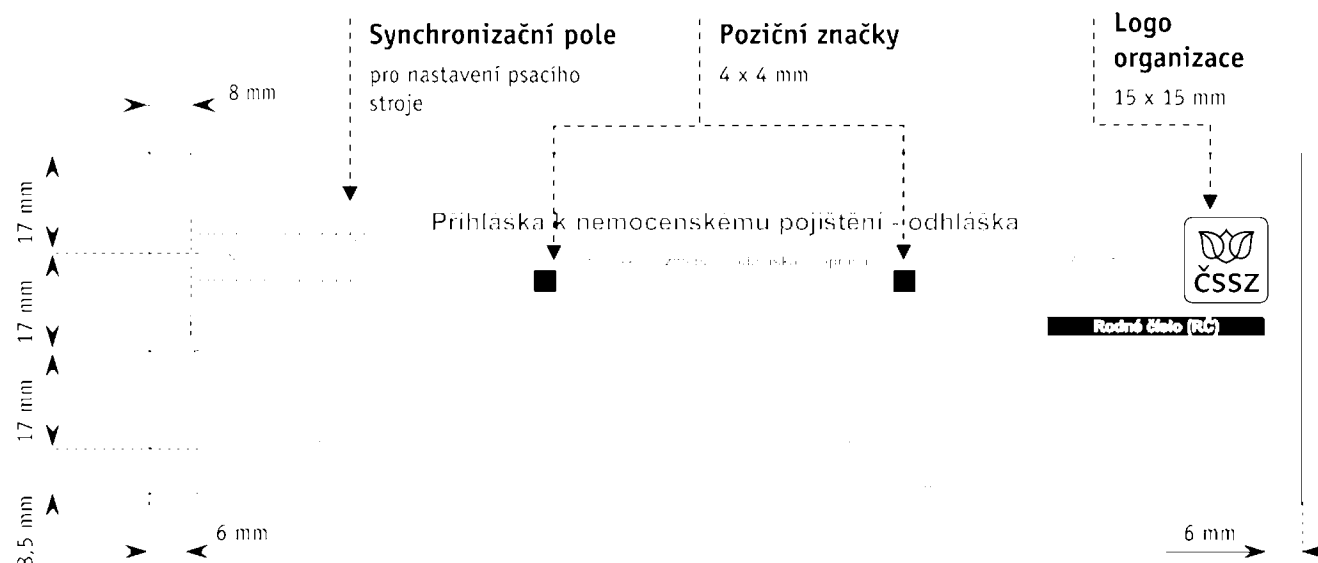 Synchronizační pole
pro nastavení psacího
stroje
Poziční značky
4 x 4 mm
Logo
organizace
15 x 15 mm
8 mm
17 mm
Přihláška k nemocenskému pojištění - odhláška
17 mm
ČSSZ
Rodné číslo (RČ)
17 mm
6 mm
6 mm